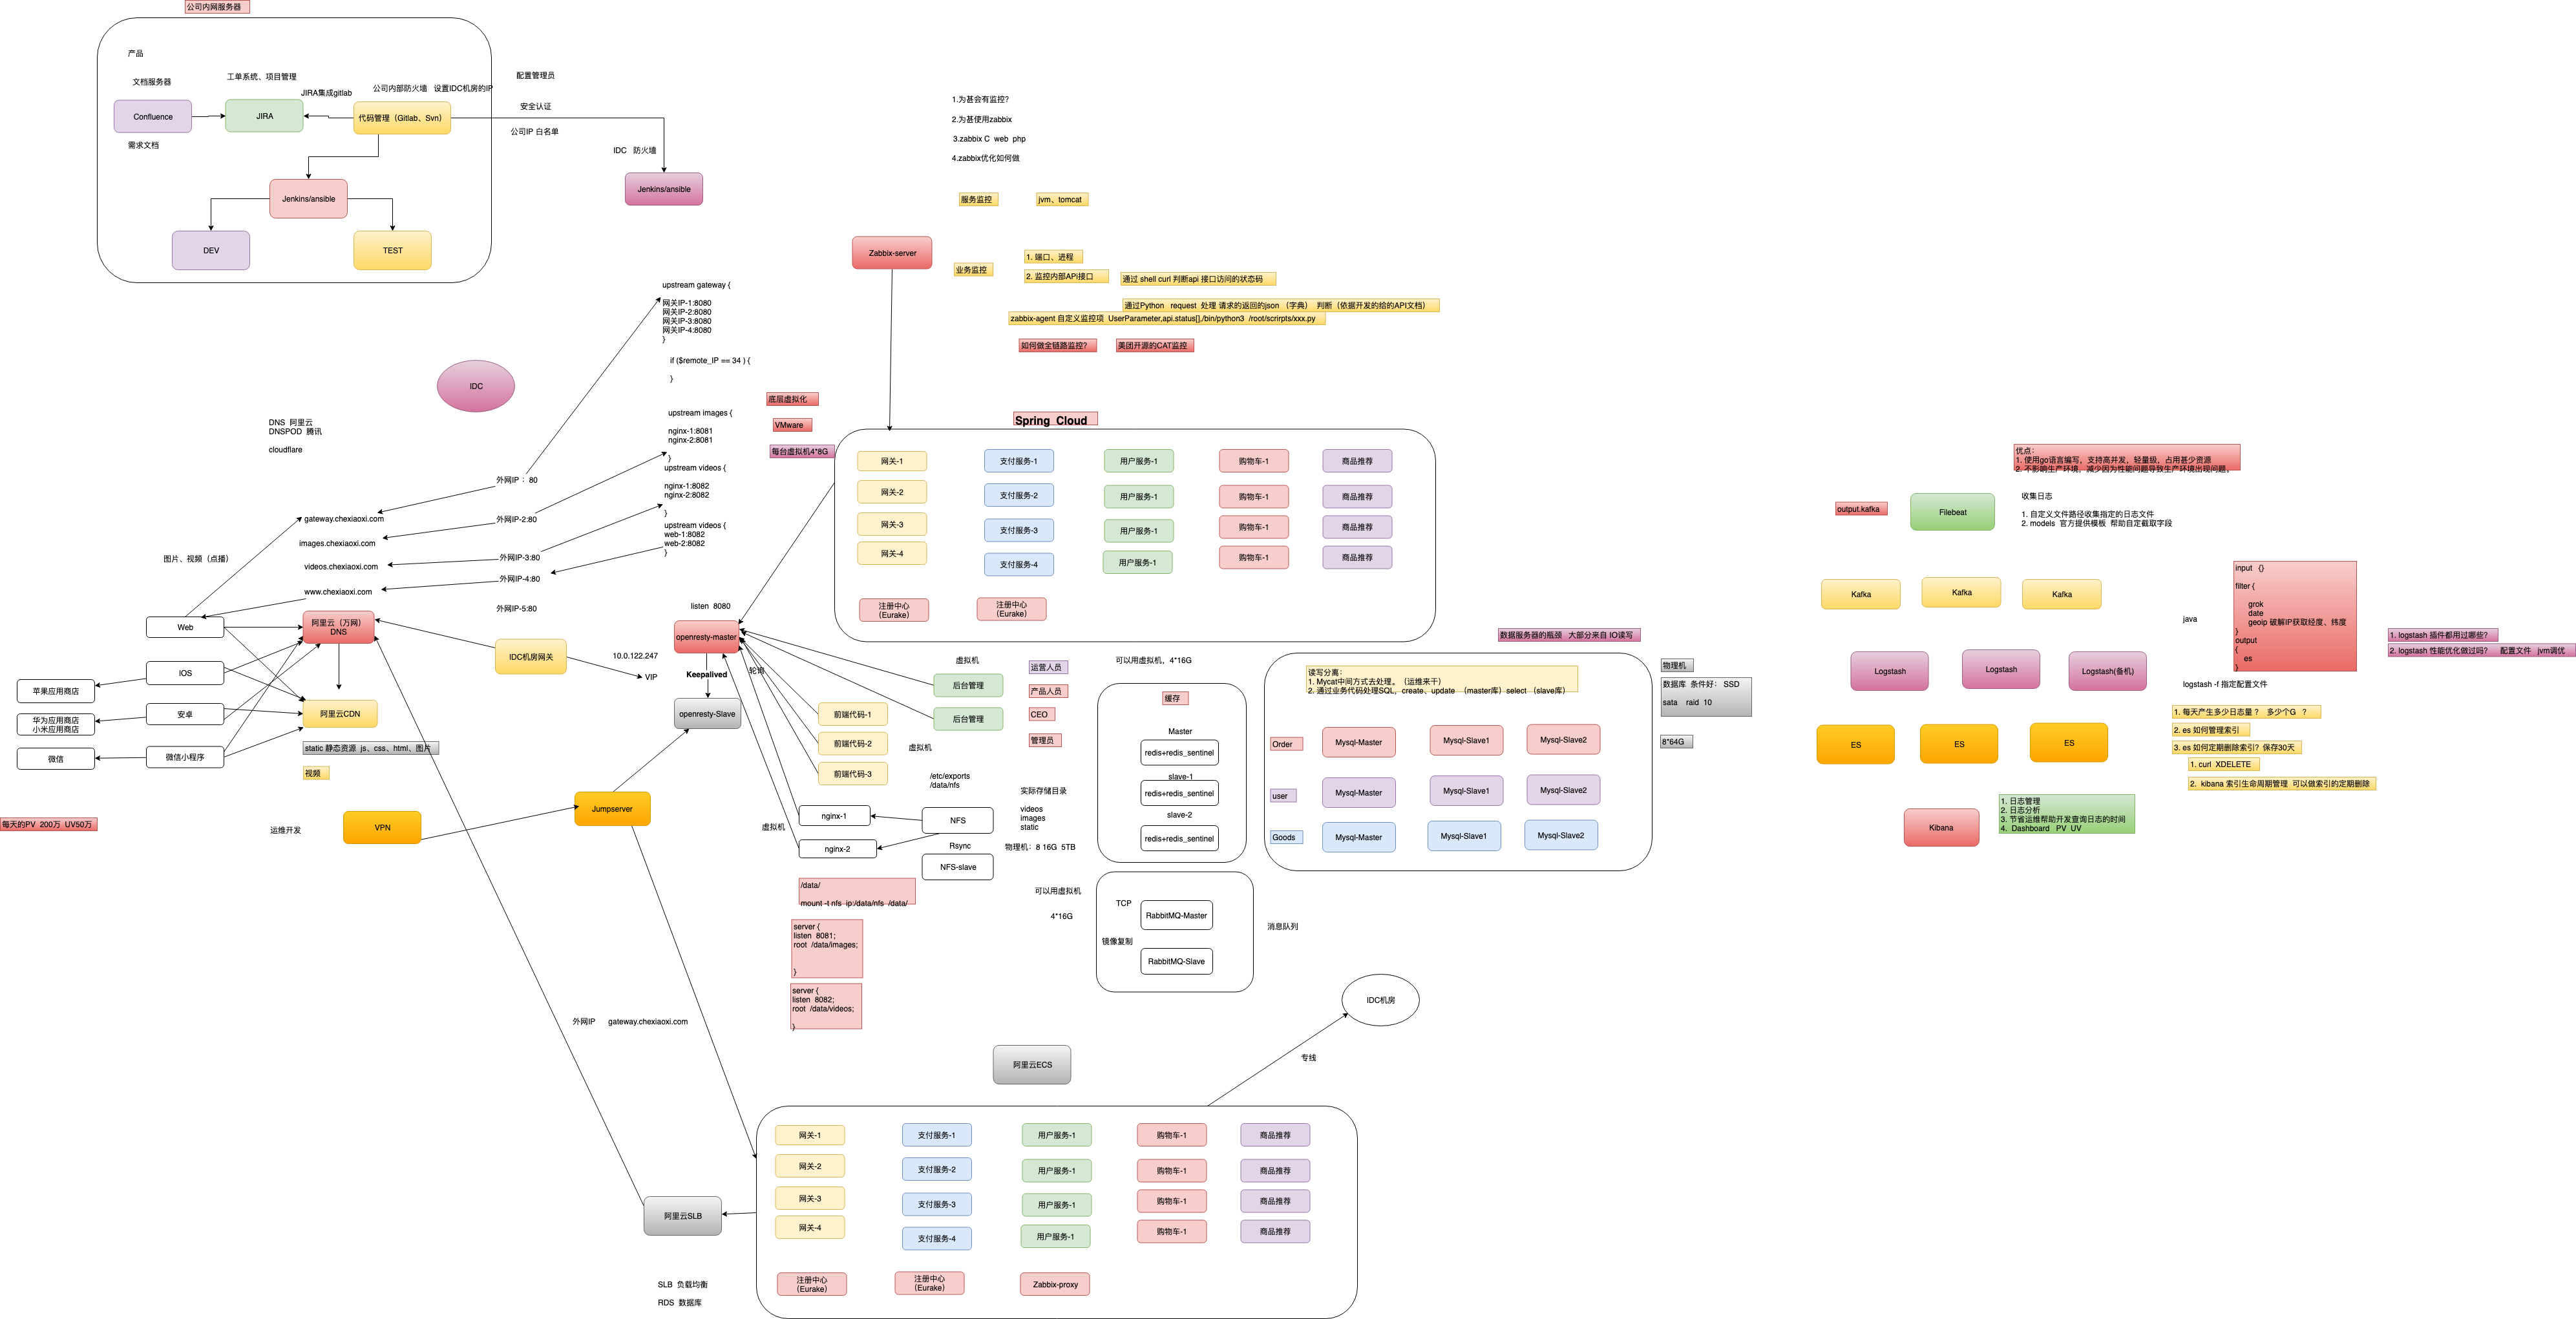 公司内网服务器
产品
文档服务器
工单系统、项目管理
JIRA集成gitlab
公司内部防火墙 设置IDC机房的IP
配置管理员
安全认证
公司IP 白名单
Confluence
JIRA
代码管理（Gitlab、Svn）
需求文档
IDC 防火墙
Jenkins/ansible
Jenkins/ansible
DEV
TEST
1.为甚会有监控?
2.为甚使用zabbix
3.zabbix C web php
4.zabbix优化如何做
服务监控
jvm、tomcat
Zabbix-server
业务监控
1. 端口、进程
2. 监控内部API接口
通过 shell curl 判断api 接口访问的状态码
通过Python request 处理 请求的返回的json （字典） 判断（依据开发的给的API文档）
zabbix-agent 自定义监控项 UserParameter,api.status[],/bin/python3 /root/scrirpts/xxx.py
如何做全链路监控?
美团开源的CAT监控
upstream gateway {
网关IP-1:8080
网关IP-2:8080
网关IP-3:8080
网关IP-4:8080
}
if ($remote_IP == 34 ) {
}
IDC
DNS 阿里云
DNSPOD 腾讯
cloudflare
upstream images {
nginx-1:8081
nginx-2:8081
}
upstream videos {
nginx-1:8082
nginx-2:8082
}
upstream videos {
web-1:8082
web-2:8082
}
底层虚拟化
VMware
每台虚拟机4*8G
外网IP ：80
外网IP-2:80
外网IP-3:80
外网IP-4:80
外网IP-5:80
gateway.chexiaoxi.com
images.chexiaoxi.com
videos.chexiaoxi.com
www.chexiaoxi.com
图片、视频（点播）
Spring Cloud
网关-1
支付服务-1
用户服务-1
购物车-1
商品推荐
网关-2
支付服务-2
用户服务-1
购物车-1
商品推荐
网关-3
支付服务-3
用户服务-1
购物车-1
商品推荐
网关-4
支付服务-4
用户服务-1
购物车-1
商品推荐
注册中心
（Eurake）
注册中心
（Eurake）
Web
IOS
安卓
微信小程序
苹果应用商店
华为应用商店
小米应用商店
微信
阿里云（万网）
DNS
阿里云CDN
static 静态资源 js、css、html、图片
视频
IDC机房网关
10.0.122.247
VIP
listen 8080
openresty-master
Keepalived
openresty-Slave
轮询
虚拟机
后台管理
后台管理
运营人员
产品人员
CEO
管理员
前端代码-1
前端代码-2
前端代码-3
虚拟机
/etc/exports
/data/nfs
nginx-1
nginx-2
虚拟机
NFS
Rsync
NFS-slave
实际存储目录
videos
images
static
物理机：8 16G 5TB
/data/
mount -t nfs ip:/data/nfs /data/
server {
listen 8081;
root /data/images;
}
server {
listen 8082;
root /data/videos;
}
每天的PV 200万 UV50万
运维开发
VPN
Jumpserver
可以用虚拟机，4*16G
缓存
Master
redis+redis_sentinel
slave-1
redis+redis_sentinel
slave-2
redis+redis_sentinel
可以用虚拟机
4*16G
TCP
RabbitMQ-Master
镜像复制
RabbitMQ-Slave
消息队列
数据服务器的瓶颈 大部分来自 IO读写
读写分离：
1. Mycat中间方式去处理。（运维来干）
2. 通过业务代码处理SQL，create、update （master库）select （slave库）
Order
Mysql-Master
Mysql-Slave1
Mysql-Slave2
user
Mysql-Master
Mysql-Slave1
Mysql-Slave2
Goods
Mysql-Master
Mysql-Slave1
Mysql-Slave2
物理机
数据库 条件好： SSD
sata raid 10
8*64G
优点：
1. 使用go语言编写，支持高并发，轻量级，占用甚少资源
2. 不影响生产环境，减少因为性能问题导致生产环境出现问题。
output.kafka
Filebeat
收集日志
1. 自定义文件路径收集指定的日志文件
2. models 官方提供模板 帮助自定截取字段
Kafka
Kafka
Kafka
java
input {}
filter {
grok
date
geoip 破解IP获取经度、纬度
}
output
{
es
}
1. logstash 插件都用过哪些?
2. logstash 性能优化做过吗? 配置文件 jvm调优
Logstash
Logstash
Logstash(备机)
logstash -f 指定配置文件
1. 每天产生多少日志量 ？ 多少个G ？
2. es 如何管理索引
3. es 如何定期删除索引? 保存30天
1. curl XDELETE
2. kibana 索引生命周期管理 可以做索引的定期删除
ES
ES
ES
Kibana
1. 日志管理
2. 日志分析
3. 节省运维帮助开发查询日志的时间
4. Dashboard PV UV
外网IP gateway.chexiaoxi.com
IDC机房
专线
阿里云ECS
网关-1
支付服务-1
用户服务-1
购物车-1
商品推荐
网关-2
支付服务-2
用户服务-1
购物车-1
商品推荐
网关-3
支付服务-3
用户服务-1
购物车-1
商品推荐
网关-4
支付服务-4
用户服务-1
购物车-1
商品推荐
注册中心
（Eurake）
注册中心
（Eurake）
Zabbix-proxy
阿里云SLB
SLB 负载均衡
RDS 数据库